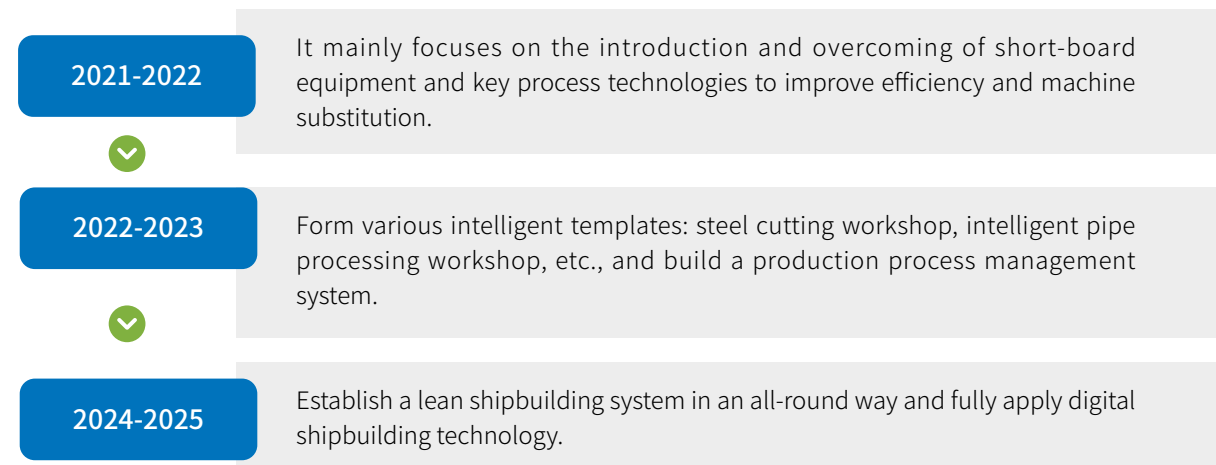 2021-2022
It mainly focuses on the introduction and overcoming of short-board
equipment and key process technologies to improve efficiency and machine
substitution.
2022-2023
Form various intelligent templates: steel cutting workshop, intelligent pipe
processing workshop, etc., and build a production process management
system.
2024-2025
Establish a lean shipbuilding system in an all-round way and fully apply digital
shipbuilding technology.